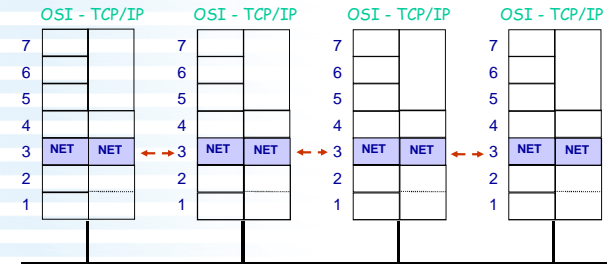 OSI - TCP/IP OSI - TCP/IP OSI - TCP/IP OSI - TCP/IP
7 7 7 7
6 6 6 6
5 5 5 5
4 4 4 4
3 NET NET 3 NET NET 3 NET NET 3 NET NET
2 2 2 2
1 1 1 1